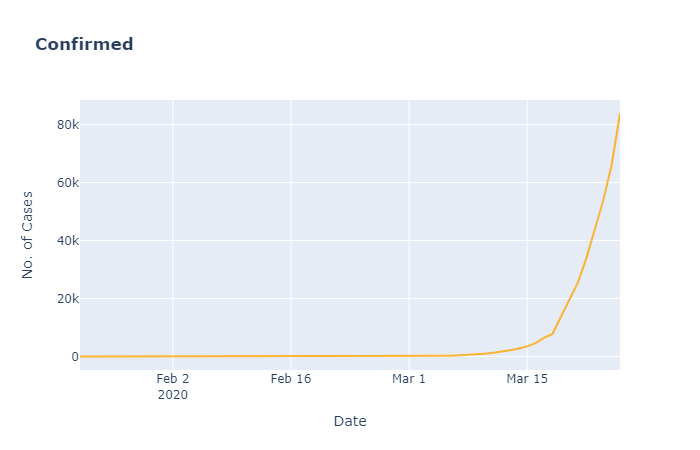 Confirmed
No. of Cases
80k
60k
40k
20k
0
Feb 2
2020
Feb 16
Mar 1
Mar 15
Date